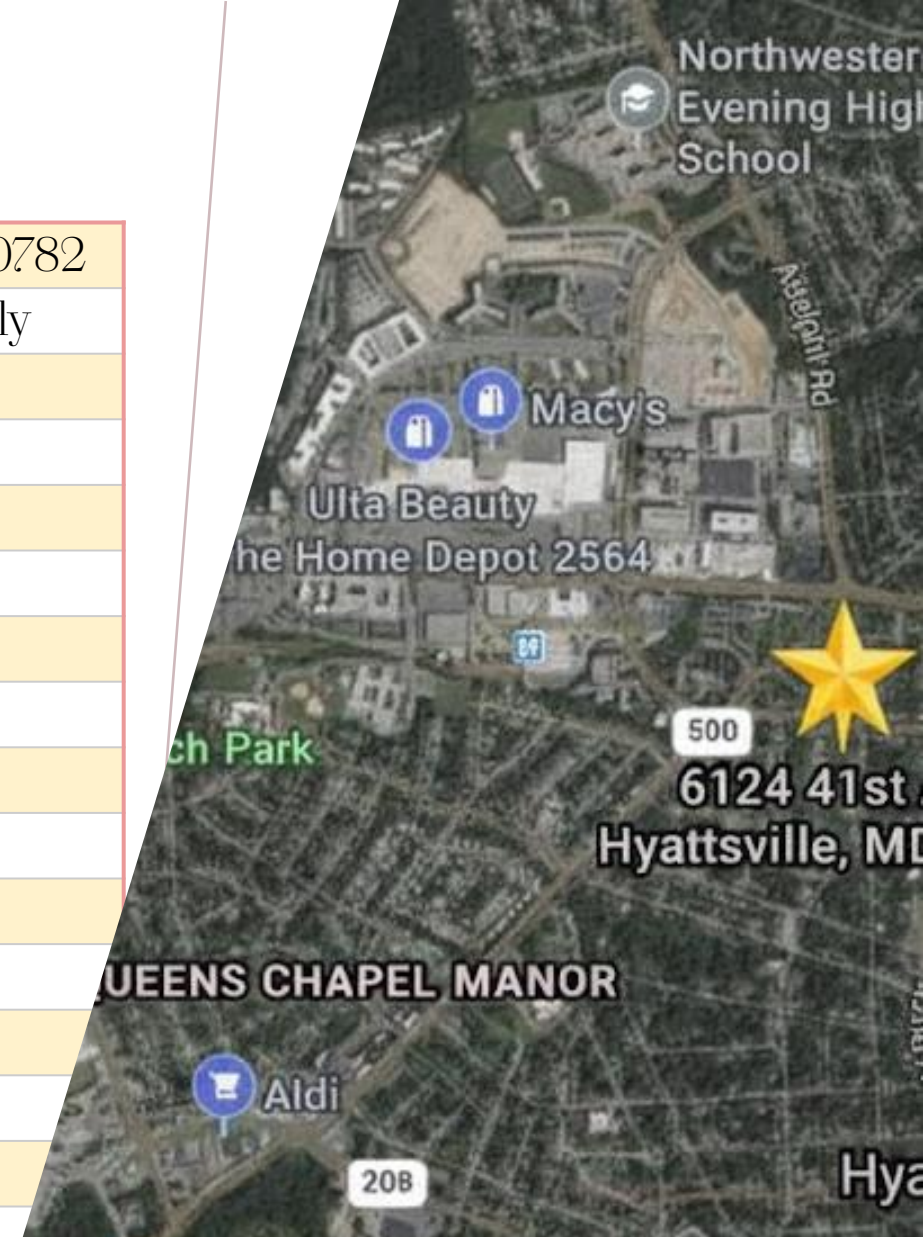 0782
ly
Northwestern
Evening High
School
Adelphi Rd
Macy's
Ulta Beauty
he Home Depot 2564
500
ch Park
6124 41st
Hyattsville, MD
UEENS CHAPEL MANOR
Aldi
208
Hya